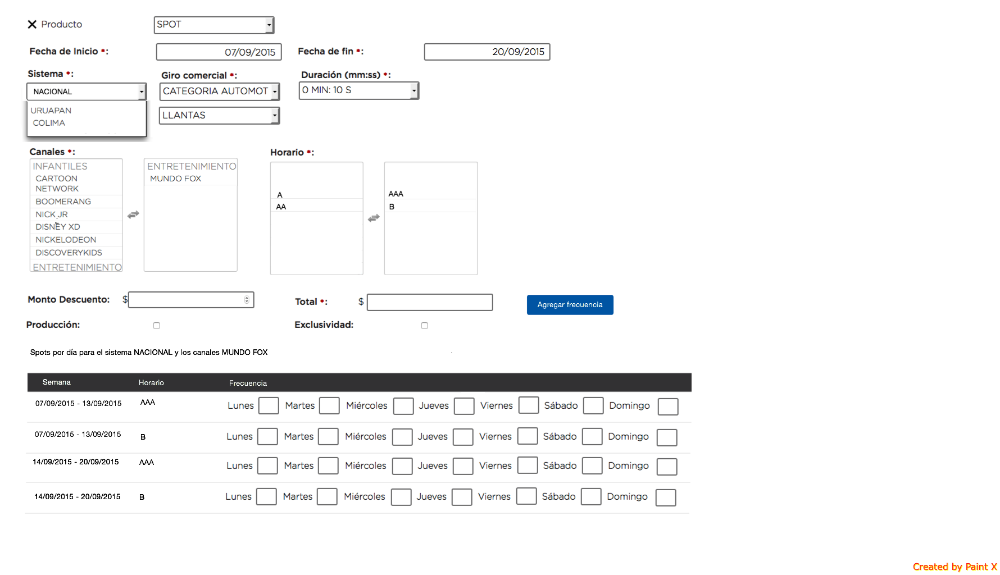 Producto SPOT
Fecha de Inicio *: 07/09/2015 Fecha de fin *: 20/09/2015
Sistema *: Giro comercial *: Duración (mm:ss) *:
NACIONAL CATEGORIA AUTOMOT 0 MIN: 10 S
URUAPAN LLANTAS
COLIMA
Canales *: Horario *:
INFANTILES ENTRETENIMIENTO
CARTOON MUNDO FOX
NETWORK A AAA
BOOMERANG AA B
NICK JR
DISNEY XD
NICKELODEON
DISCOVERYKIDS
ENTRETENIMIENTO
Monto Descuento: $ Total *: $ Agregar frecuencia
Producción: Exclusividad:
Spots por día para el sistema NACIONAL y los canales MUNDO FOX
Semana Horario Frecuencia
07/09/2015 - 13/09/2015 AAA Lunes Martes Miércoles Jueves Viernes Sábado Domingo
07/09/2015 - 13/09/2015 B Lunes Martes Miércoles Jueves Viernes Sábado Domingo
14/09/2015 - 20/09/2015 AAA Lunes Martes Miércoles Jueves Viernes Sábado Domingo
14/09/2015 - 20/09/2015 B Lunes Martes Miércoles Jueves Viernes Sábado Domingo
Created by Paint X